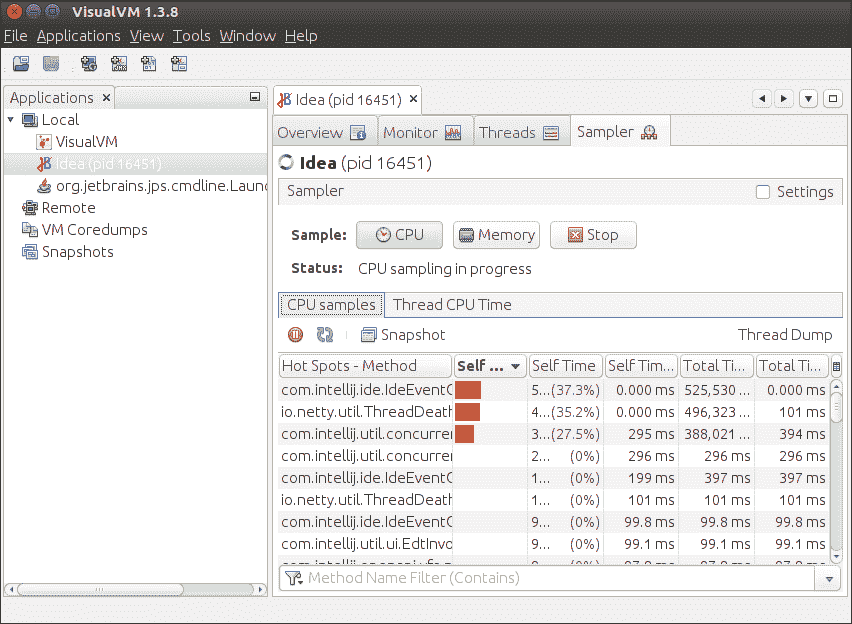 VisualVM 1.3.8
File Applications View Tools Window Help
Applications
Local
VisualVM
Idea (pid 16451)
org.jetbrains.jps.cmdline.Laun
Remote
VM Coredumps
Snapshots
Idea (pid 16451)
Overview Monitor Threads Sampler
Idea (pid 16451)
Sampler Settings
Sample: CPU Memory Stop
Status: CPU sampling in progress
CPU samples Thread CPU Time
Snapshot Thread Dump
Hot Spots - Method Self ... Self Time Self Tim... Total Ti... Total Ti...
com.intellij.ide.IdeEventQ 5...(37.3%) 0.000 ms 525,530 ... 0.000 ms
io.netty.util.ThreadDeath 4...(35.2%) 0.000 ms 496,323 ... 101 ms
com.intellij.util.concurre 3...(27.5%) 295 ms 388,021 ... 394 ms
com.intellij.util.concurre 2... (0%) 296 ms 296 ms 296 ms
com.intellij.ide.IdeEventQ 1... (0%) 199 ms 397 ms 397 ms
io.netty.util.ThreadDeath 1... (0%) 101 ms 101 ms 101 ms
com.intellij.ide.IdeEventQ 9... (0%) 99.8 ms 99.8 ms 99.8 ms
com.intellij.util.ui.EdtInvo 9... (0%) 99.1 ms 99.1 ms 99.1 ms
Method Name Filter (Contains)